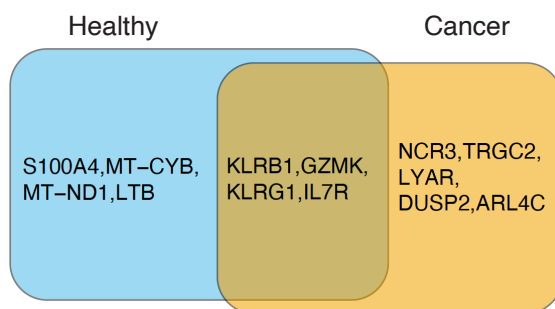 Healthy
Cancer
S100A4,MT−CYB,
MT−ND1,LTB
KLRB1,GZMK,
KLRG1,IL7R
NCR3,TRGC2,
LYAR,
DUSP2,ARL4C